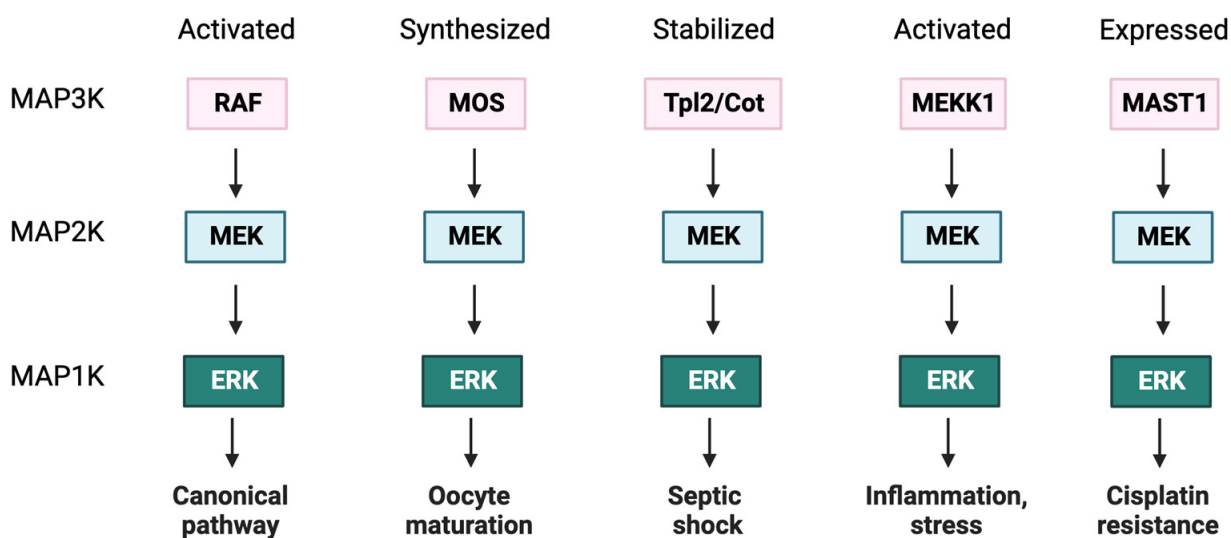 Activated Synthesized Stabilized Activated Expressed
MAP3K RAF MOS Tpl2/Cot MEKK1 MAST1
MAP2K MEK MEK MEK MEK MEK
MAP1K ERK ERK ERK ERK ERK
Canonical Oocyte Septic Inflammation, Cisplatin
pathway maturation shock stress resistance